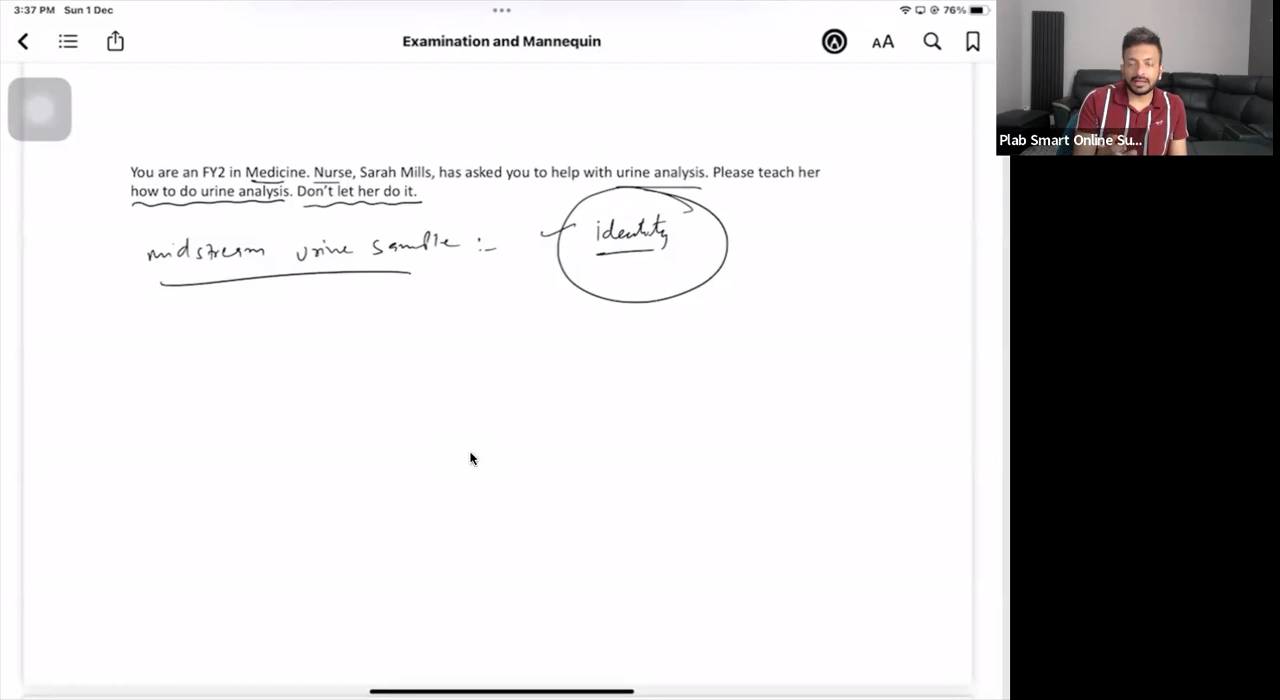 3:37 PM Sun 1 Dec
76%
Examination and Mannequin
AA
Plab Smart Online Su...
You are an FY2 in Medicine. Nurse, Sarah Mills, has asked you to help with urine analysis. Please teach her
how to do urine analysis. Don't let her do it.
midstream urine sample :- identity